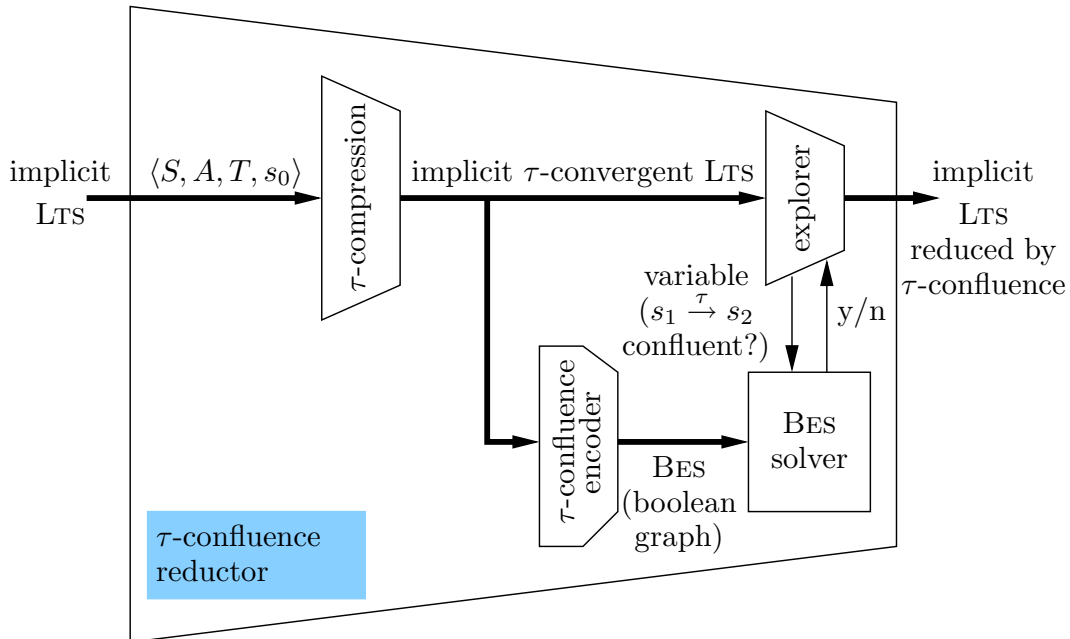 implicit
LTS
⟨S, A, T, s₀⟩
τ-compression
implicit τ-convergent LTS
explorer
implicit
LTS
reduced by
τ-confluence
variable
(s₁ →τ s₂
confluent?)
y/n
τ-confluence
encoder
BES
(boolean
graph)
BES
solver
τ-confluence
reductor